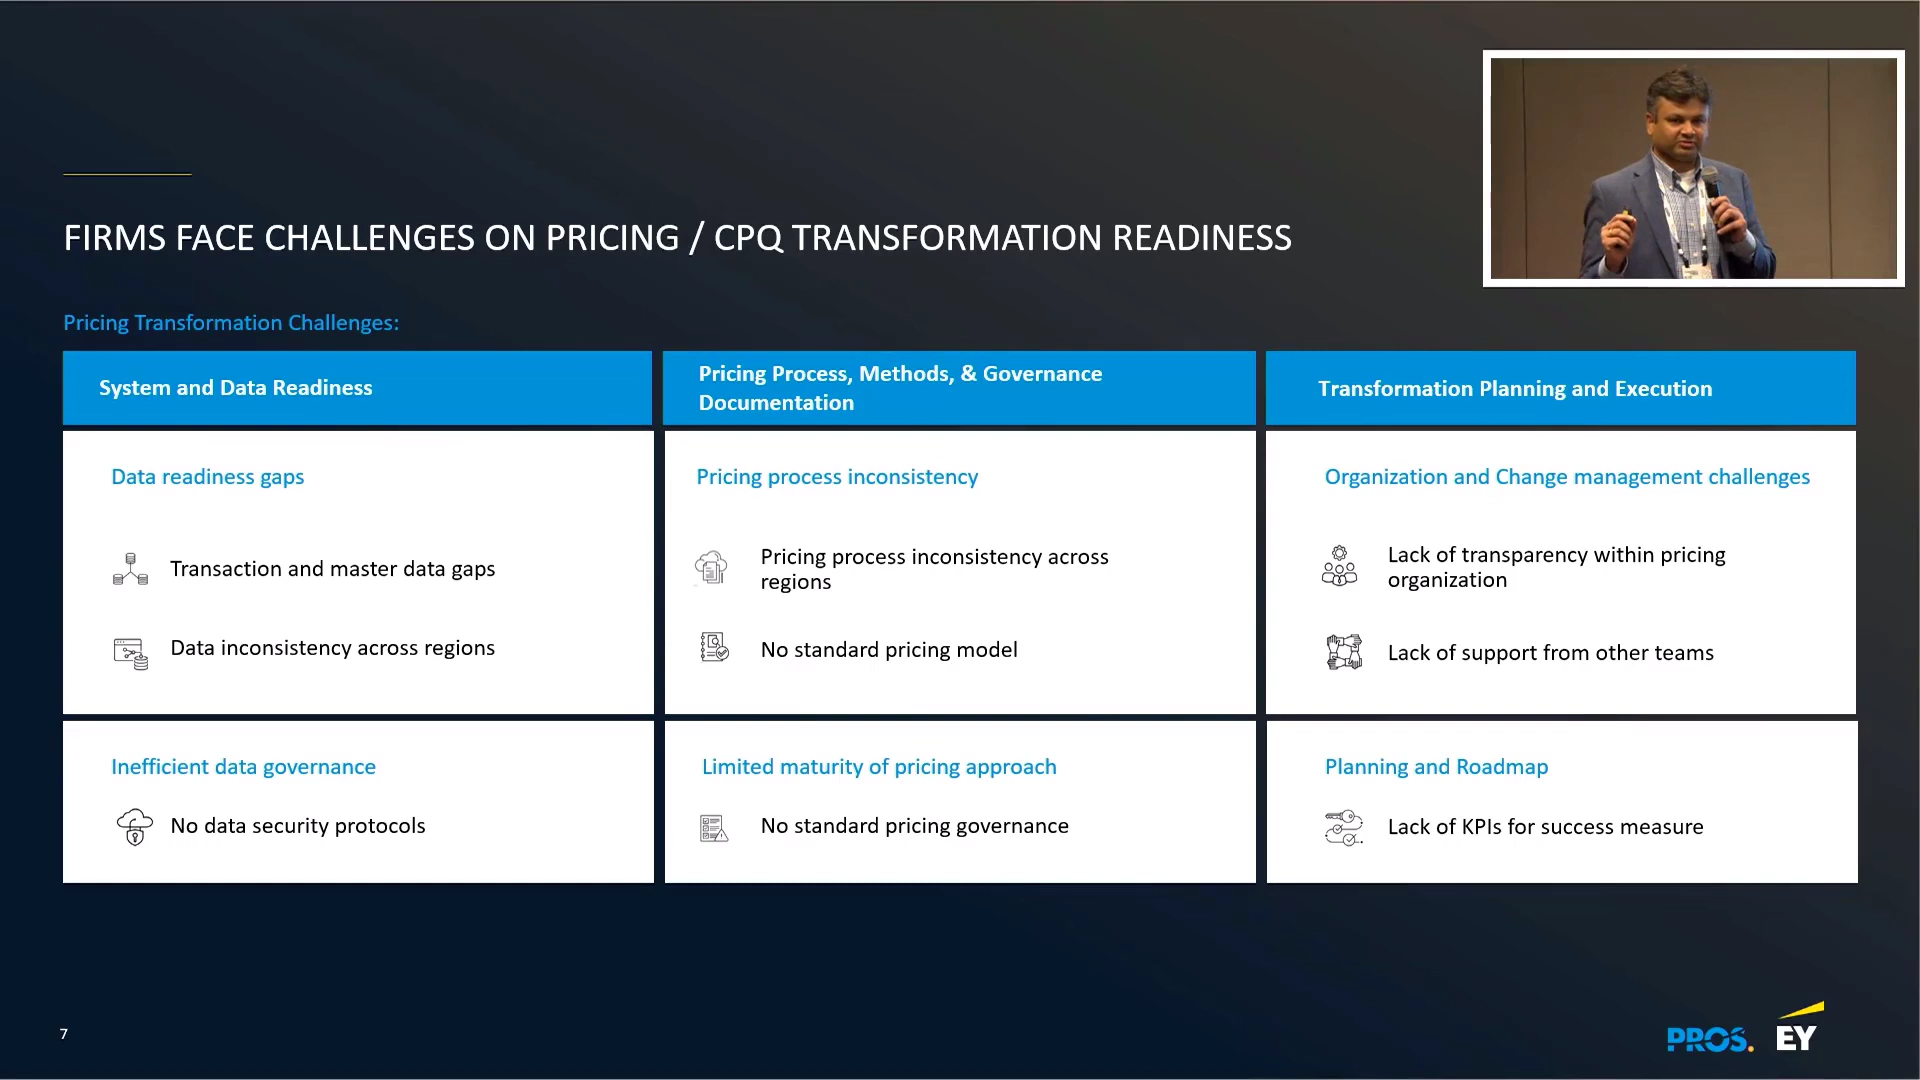 FIRMS FACE CHALLENGES ON PRICING / CPQ TRANSFORMATION READINESS
Pricing Transformation Challenges:
System and Data Readiness
Data readiness gaps
Transaction and master data gaps
Data inconsistency across regions
Inefficient data governance
No data security protocols
Pricing Process, Methods, & Governance
Documentation
Pricing process inconsistency
Pricing process inconsistency across
regions
No standard pricing model
Limited maturity of pricing approach
No standard pricing governance
Transformation Planning and Execution
Organization and Change management challenges
Lack of transparency within pricing
organization
Lack of support from other teams
Planning and Roadmap
Lack of KPIs for success measure
7
PROS.
EY